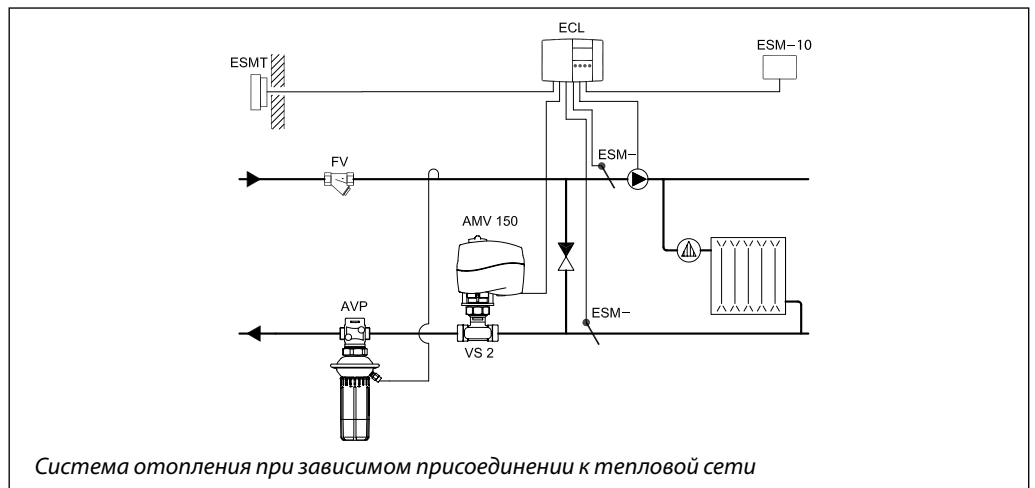 ECL
ESM-10
ESMT
ESM-
FV
AMV 150
AVP
ESM-
VS 2
Система отопления при зависимом присоединении к тепловой сети